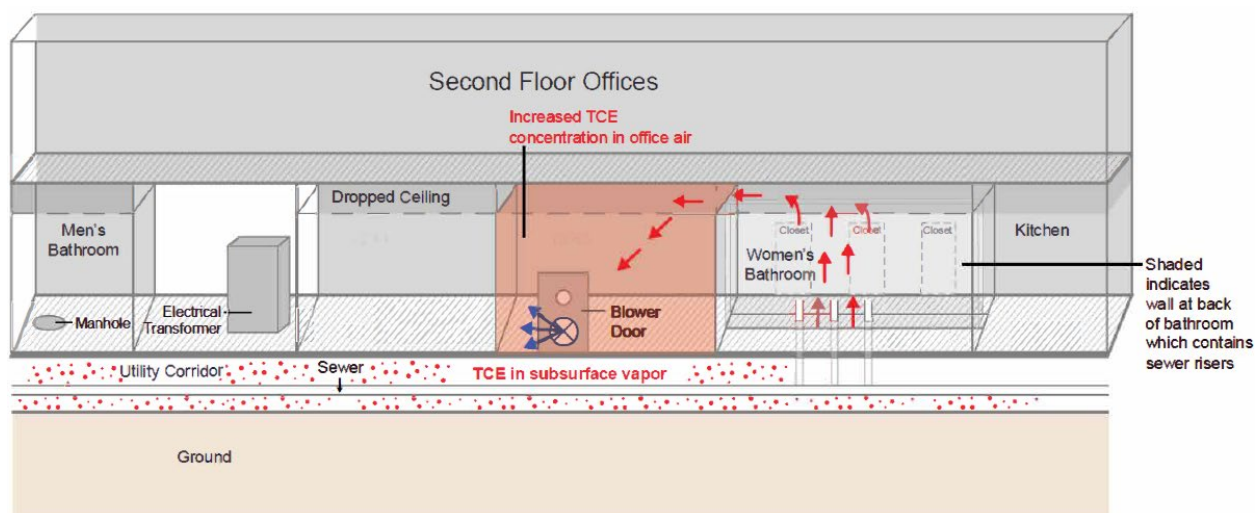 Second Floor Offices
Increased TCE
concentration in office air
Dropped Ceiling
Men's
Bathroom
Manhole
Electrical
Transformer
Blower
Door
Closet
Closet
Closet
Women's
Bathroom
Kitchen
Shaded
indicates
wall at back
of bathroom
which contains
sewer risers
Utility Corridor
Sewer
TCE in subsurface vapor
Ground